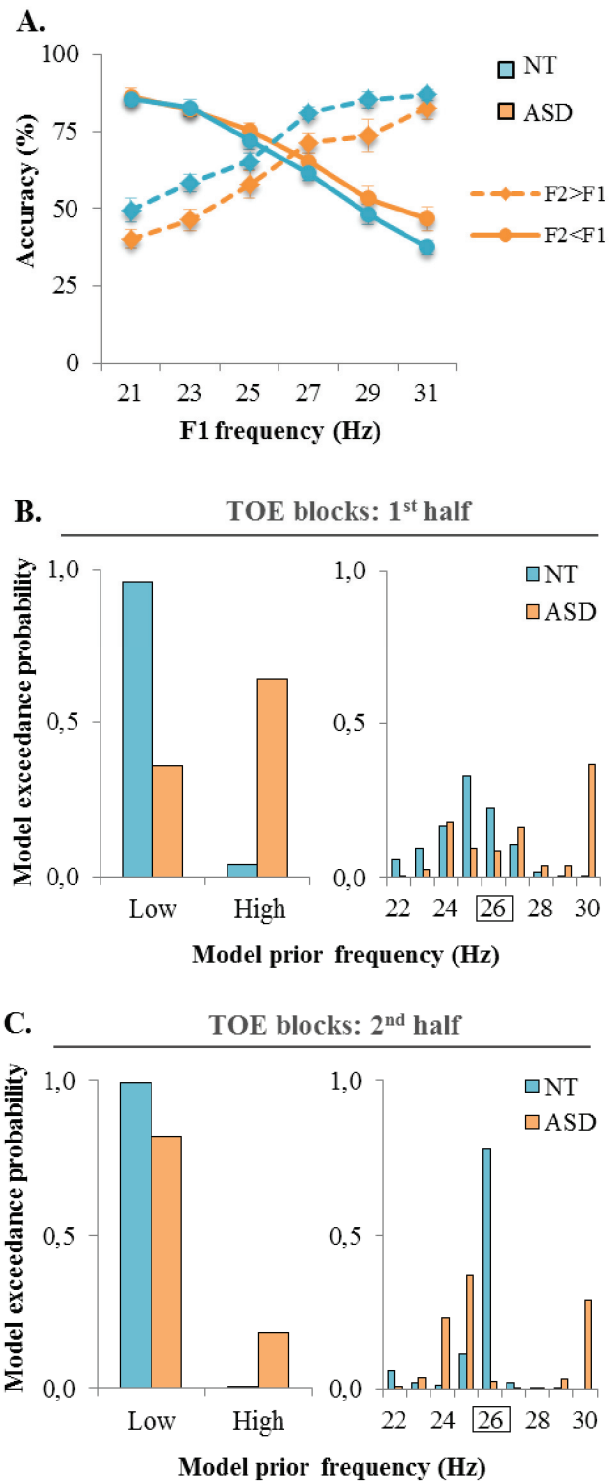 A.
100
75
50
25
0
Accuracy (%)
21 23 25 27 29 31
F1 frequency (Hz)
NT
ASD
F2>F1
F2<F1
B.
TOE blocks: 1st half
Model exceedance probability
1,0
0,5
0,0
Low High
1,0
0,5
0,0
22 24 26 28 30
NT
ASD
Model prior frequency (Hz)
C.
TOE blocks: 2nd half
Model exceedance probability
1,0
0,5
0,0
Low High
1,0
0,5
0,0
22 24 26 28 30
NT
ASD
Model prior frequency (Hz)